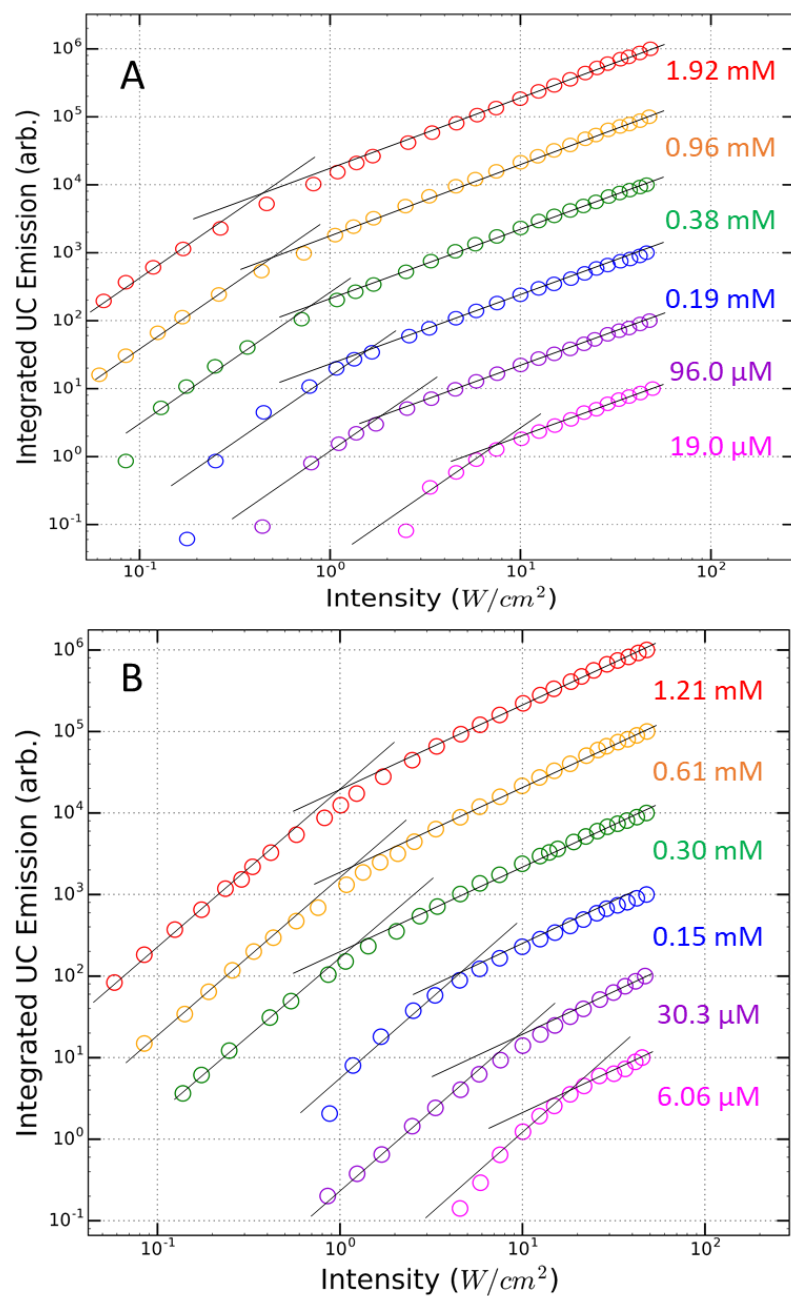 A
Integrated UC Emission (arb.)
10^6
10^5
10^4
10^3
10^2
10^1
10^0
10^-1
1.92 mM
0.96 mM
0.38 mM
0.19 mM
96.0 µM
19.0 µM
10^-1 10^0 10^1 10^2
Intensity (W/cm^2)
B
Integrated UC Emission (arb.)
10^6
10^5
10^4
10^3
10^2
10^1
10^0
10^-1
1.21 mM
0.61 mM
0.30 mM
0.15 mM
30.3 µM
6.06 µM
10^-1 10^0 10^1 10^2
Intensity (W/cm^2)